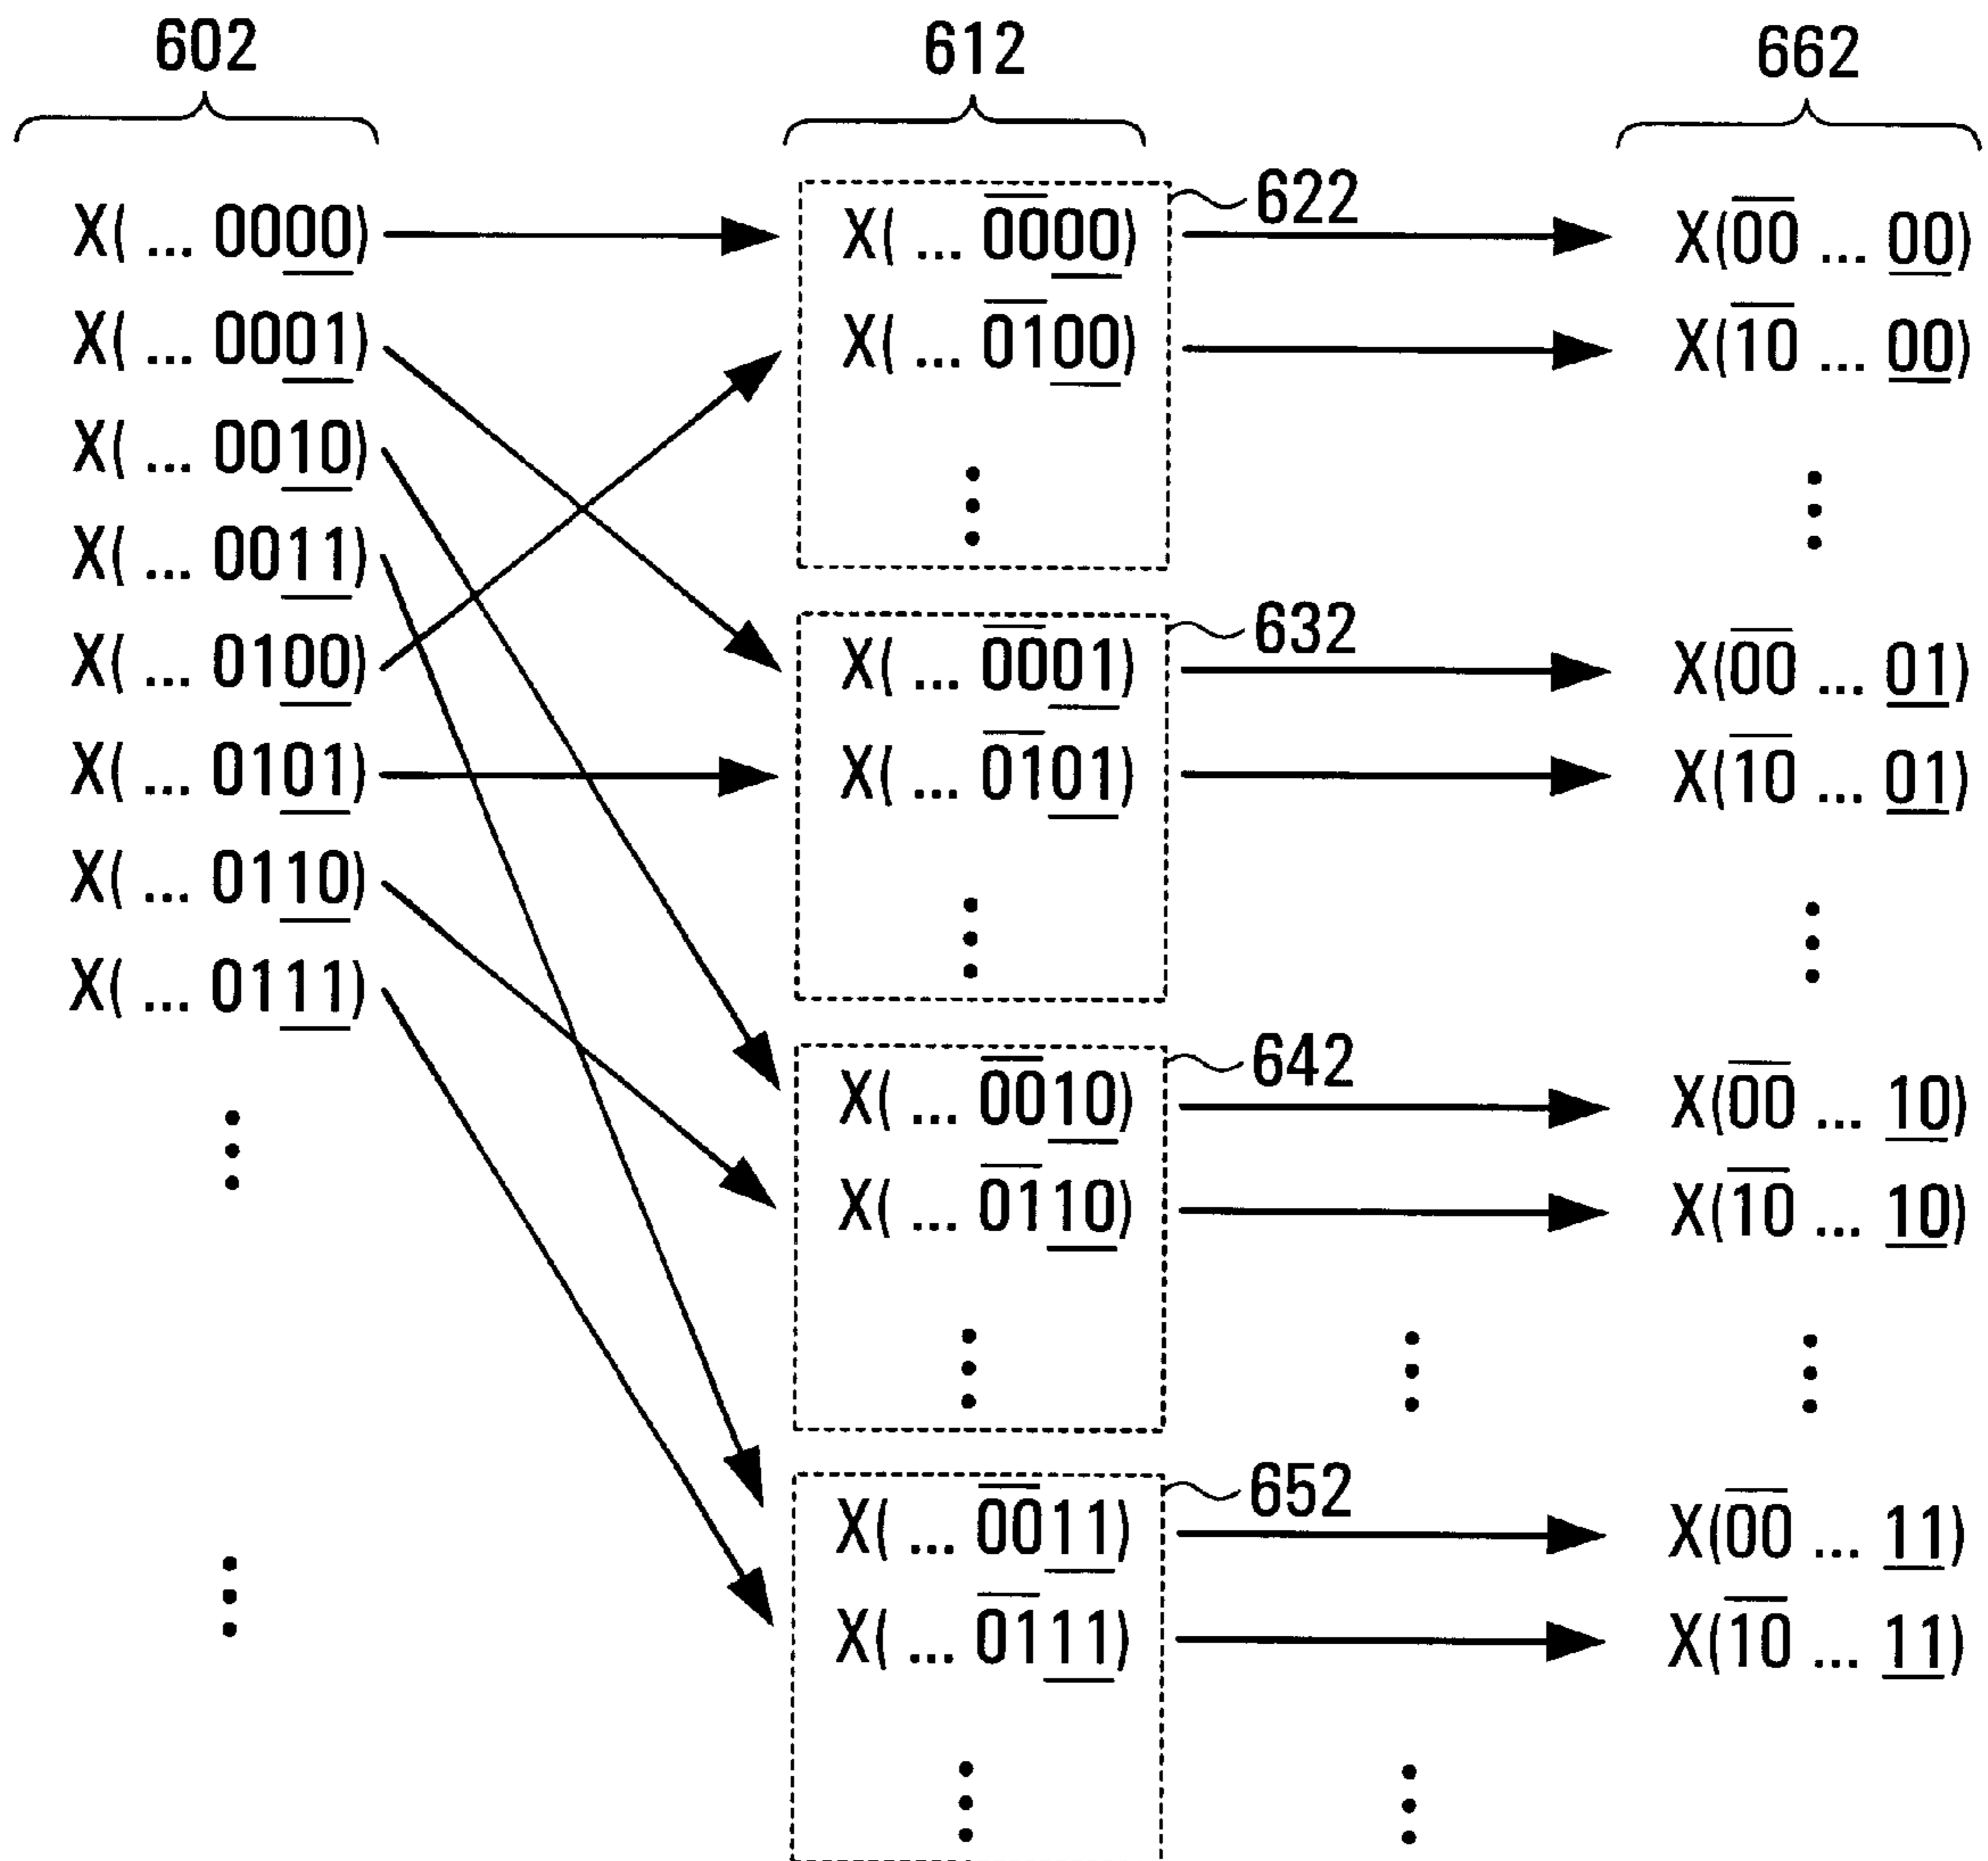 602 612 662
X( ... 0000) X( ... 0000) 622 X(00 ... 00)
X( ... 0001) X( ... 0100) X(10 ... 00)
X( ... 0010)
X( ... 0011)
X( ... 0100) X( ... 0001) 632 X(00 ... 01)
X( ... 0101) X( ... 0101) X(10 ... 01)
X( ... 0110)
X( ... 0111)
X( ... 0010) 642 X(00 ... 10)
X( ... 0110) X(10 ... 10)
X( ... 0011) 652 X(00 ... 11)
X( ... 0111) X(10 ... 11)